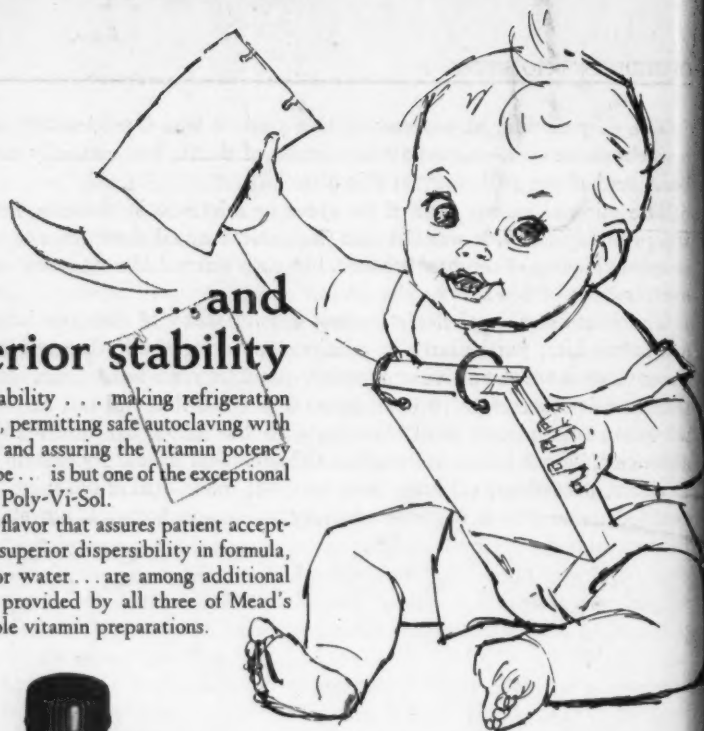 ...and
erior stability
ability ... making refrigeration
, permitting safe autoclaving with
and assuring the vitamin potency
be ... is but one of the exceptional
Poly-Vi-Sol.
flavor that assures patient accept-
superior dispersibility in formula,
or water ... are among additional
provided by all three of Mead's
ble vitamin preparations.